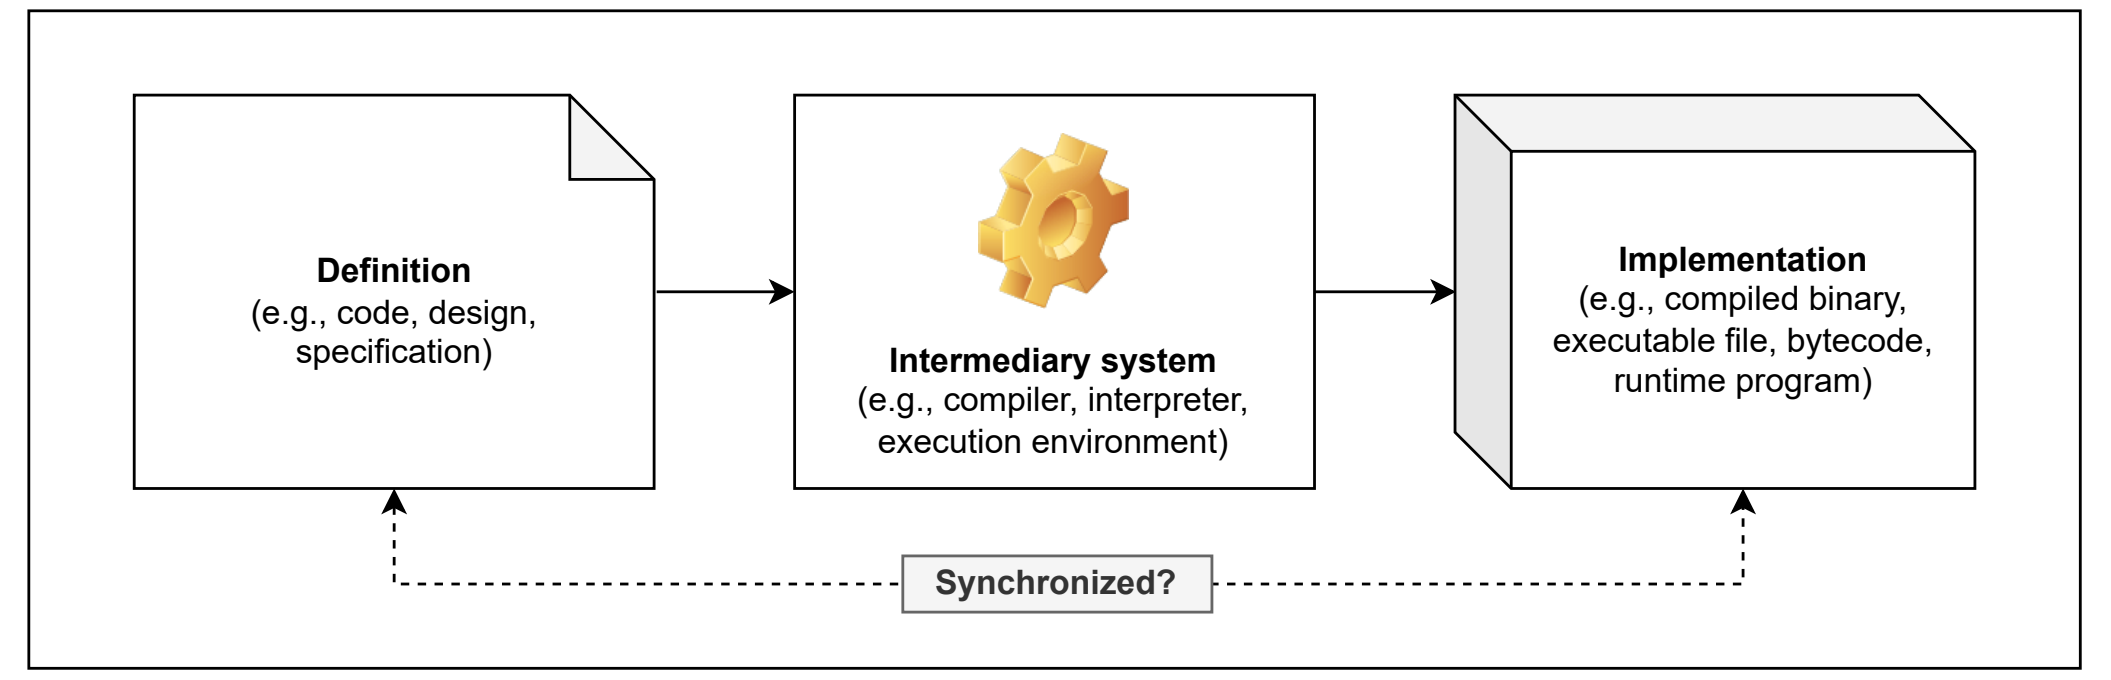 Definition
(e.g., code, design,
specification)
Intermediary system
(e.g., compiler, interpreter,
execution environment)
Implementation
(e.g., compiled binary,
executable file, bytecode,
runtime program)
Synchronized?